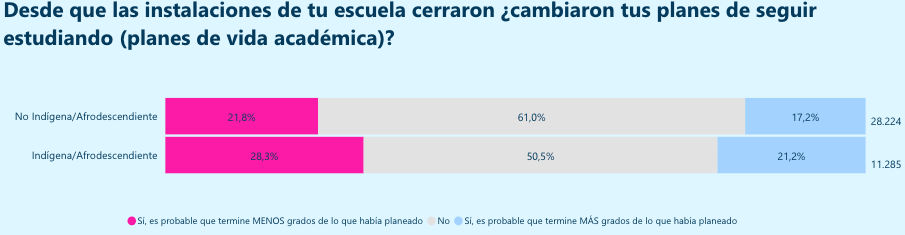 Desde que las instalaciones de tu escuela cerraron ¿cambiaron tus planes de seguir
estudiando (planes de vida académica)?
No Indígena/Afrodescendiente 21,8% 61,0% 17,2% 28.224
Indígena/Afrodescendiente 28,3% 50,5% 21,2% 11.285
Sí, es probable que termine MENOS grados de lo que había planeado No Sí, es probable que termine MÁS grados de lo que había planeado